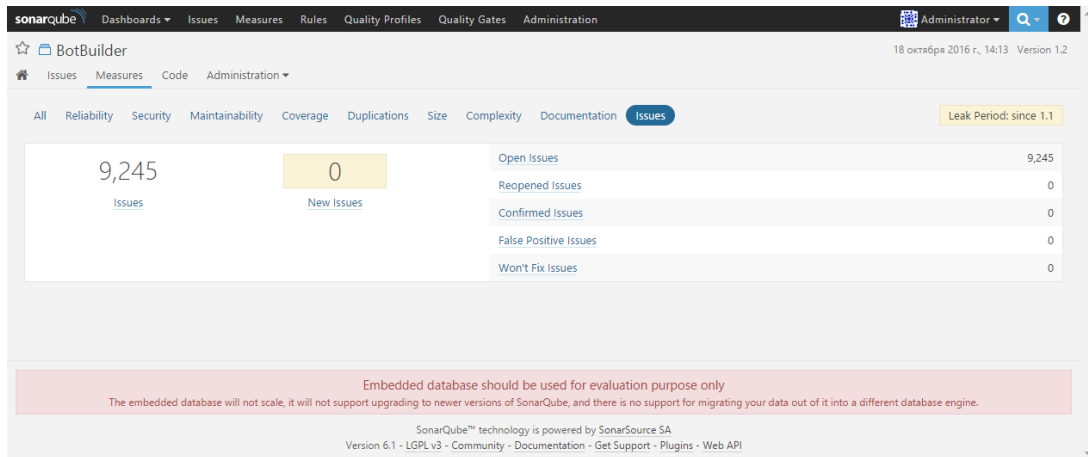 sonarqube Dashboards Issues Measures Rules Quality Profiles Quality Gates Administration Administrator
BotBuilder 18 октября 2016 г., 14:13 Version 1.2
Issues Measures Code Administration
All Reliability Security Maintainability Coverage Duplications Size Complexity Documentation Issues Leak Period: since 1.1
9,245
Issues
0
New Issues
Open Issues 9,245
Reopened Issues 0
Confirmed Issues 0
False Positive Issues 0
Won't Fix Issues 0
Embedded database should be used for evaluation purpose only
The embedded database will not scale, it will not support upgrading to newer versions of SonarQube, and there is no support for migrating your data out of it into a different database engine.
SonarQube™ technology is powered by SonarSource SA
Version 6.1 - LGPL v3 - Community - Documentation - Get Support - Plugins - Web API